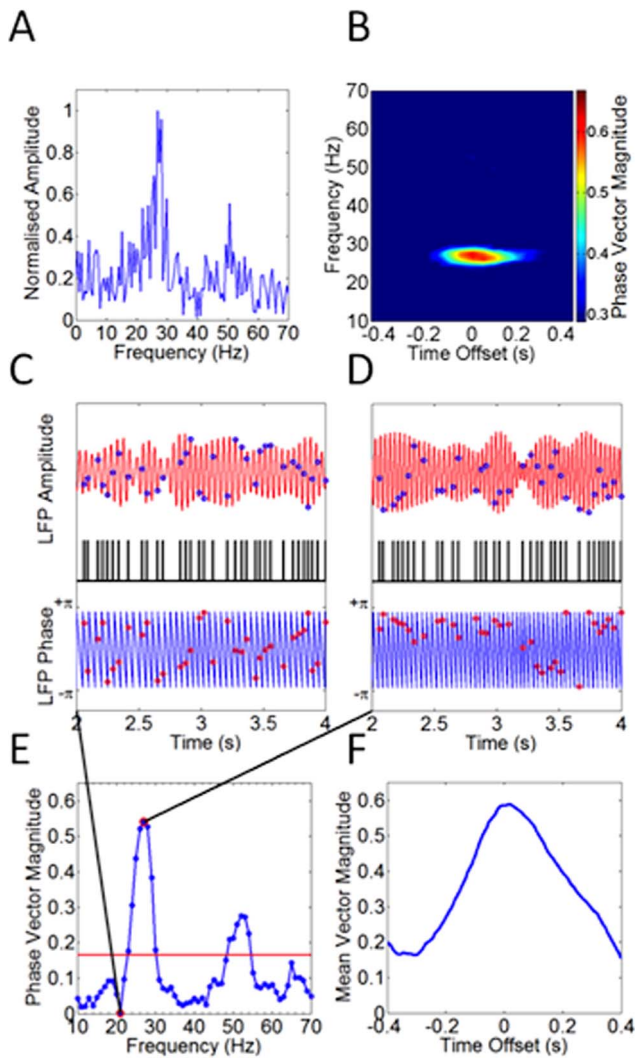 A
B
Normalised Amplitude
1
0.8
0.6
0.4
0.2
0
0 10 20 30 40 50 60 70
Frequency (Hz)
Frequency (Hz)
70
60
50
40
30
20
10
-0.4 -0.2 0 0.2 0.4
Time Offset (s)
0.6
0.5
0.4
0.3
Phase Vector Magnitude
C
D
LFP Amplitude
LFP Phase
+π
-π
2 2.5 3 3.5 4
Time (s)
+π
-π
2 2.5 3 3.5 4
Time (s)
E
F
Phase Vector Magnitude
0.6
0.5
0.4
0.3
0.2
0.1
0
10 20 30 40 50 60 70
Frequency (Hz)
Mean Vector Magnitude
0.6
0.5
0.4
0.3
0.2
0.1
0
-0.4 -0.2 0 0.2 0.4
Time Offset (s)